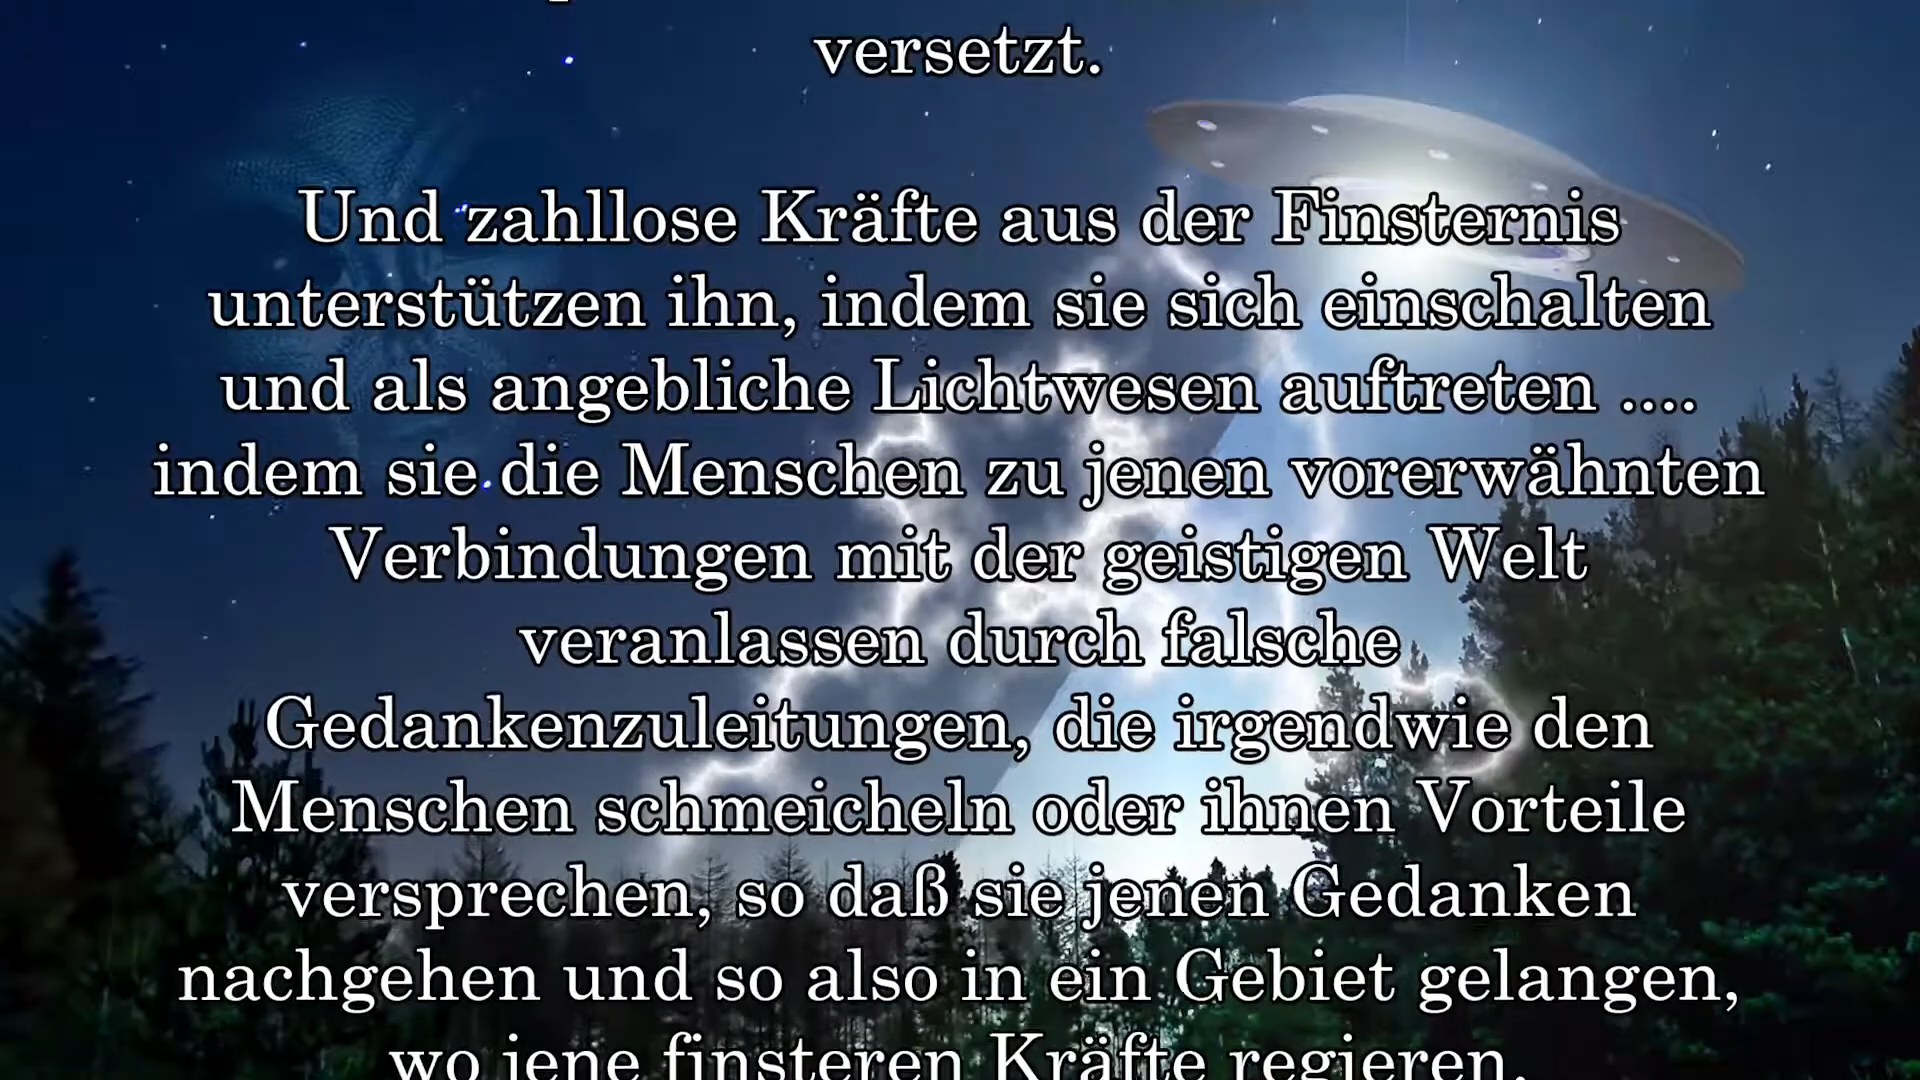 versetzt.
Und zahllose Kräfte aus der Finsternis
unterstützen ihn, indem sie sich einschalten
und als angebliche Lichtwesen auftreten ....
indem sie die Menschen zu jenen vorerwähnten
Verbindungen mit der geistigen Welt
veranlassen durch falsche
Gedankenzuleitungen, die irgendwie den
Menschen schmeicheln oder ihnen Vorteile
versprechen, so daß sie jenen Gedanken
nachgehen und so also in ein Gebiet gelangen,
wo jene finsteren Kräfte regieren.